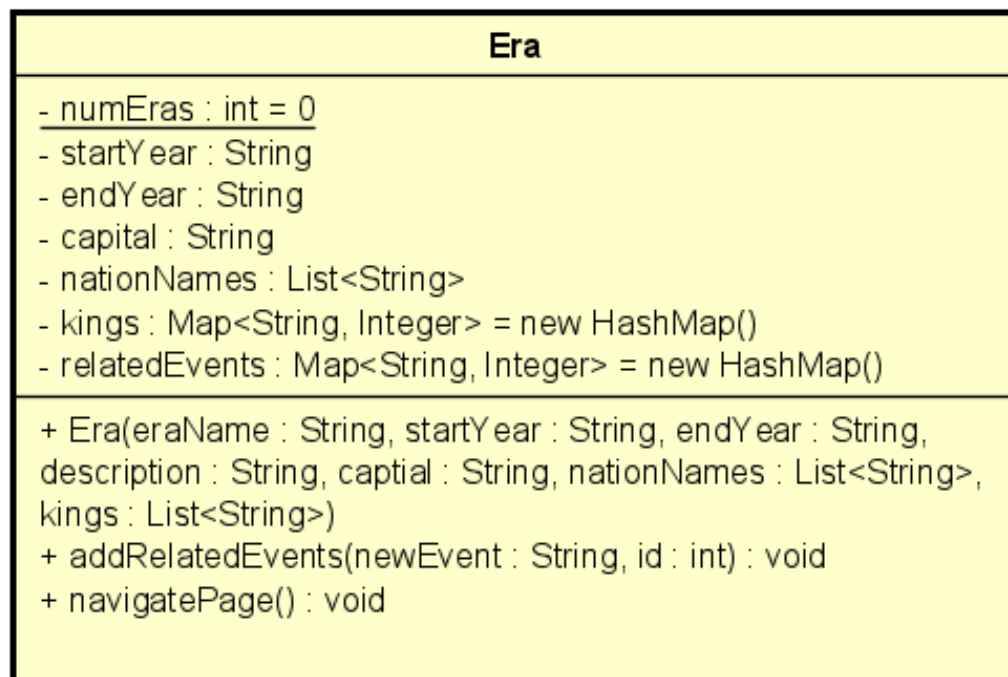 Era
- numEras : int = 0
- startYear : String
- endYear : String
- capital : String
- nationNames : List<String>
- kings : Map<String, Integer> = new HashMap()
- relatedEvents : Map<String, Integer> = new HashMap()
+ Era(eraName : String, startYear : String, endYear : String,
description : String, captial : String, nationNames : List<String>,
kings : List<String>)
+ addRelatedEvents(newEvent : String, id : int) : void
+ navigatePage() : void